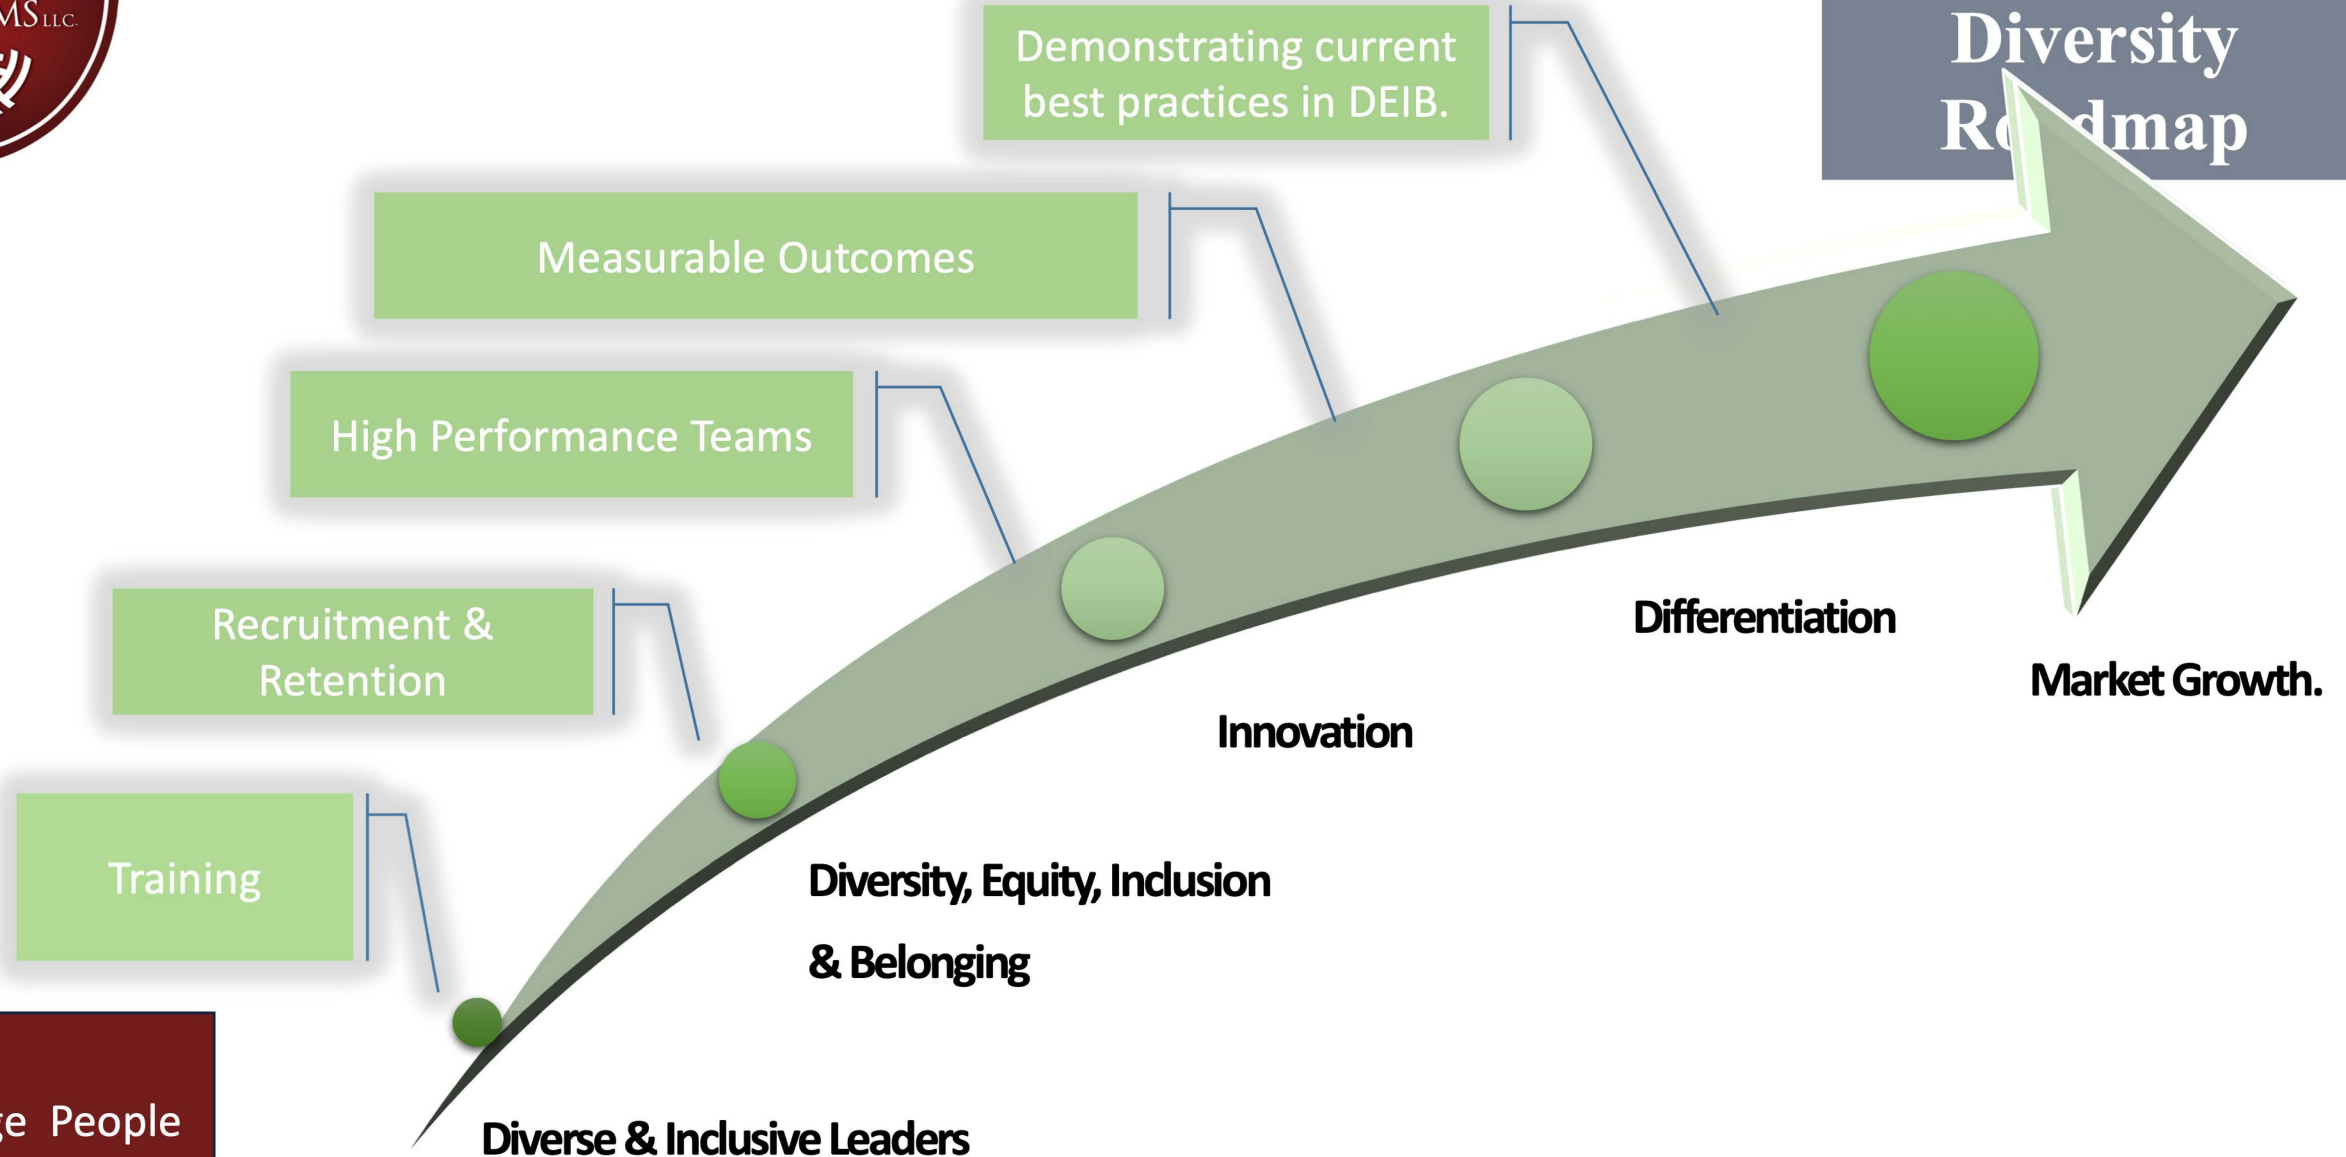 LLC.
Demonstrating current
best practices in DEIB.
Diversity
Measurable Outcomes
High Performance Teams
Recruitment &
Retention
Training
Differentiation
Market Growth.
Innovation
Diversity, Equity, Inclusion
& Belonging
People
Diverse & Inclusive Leaders